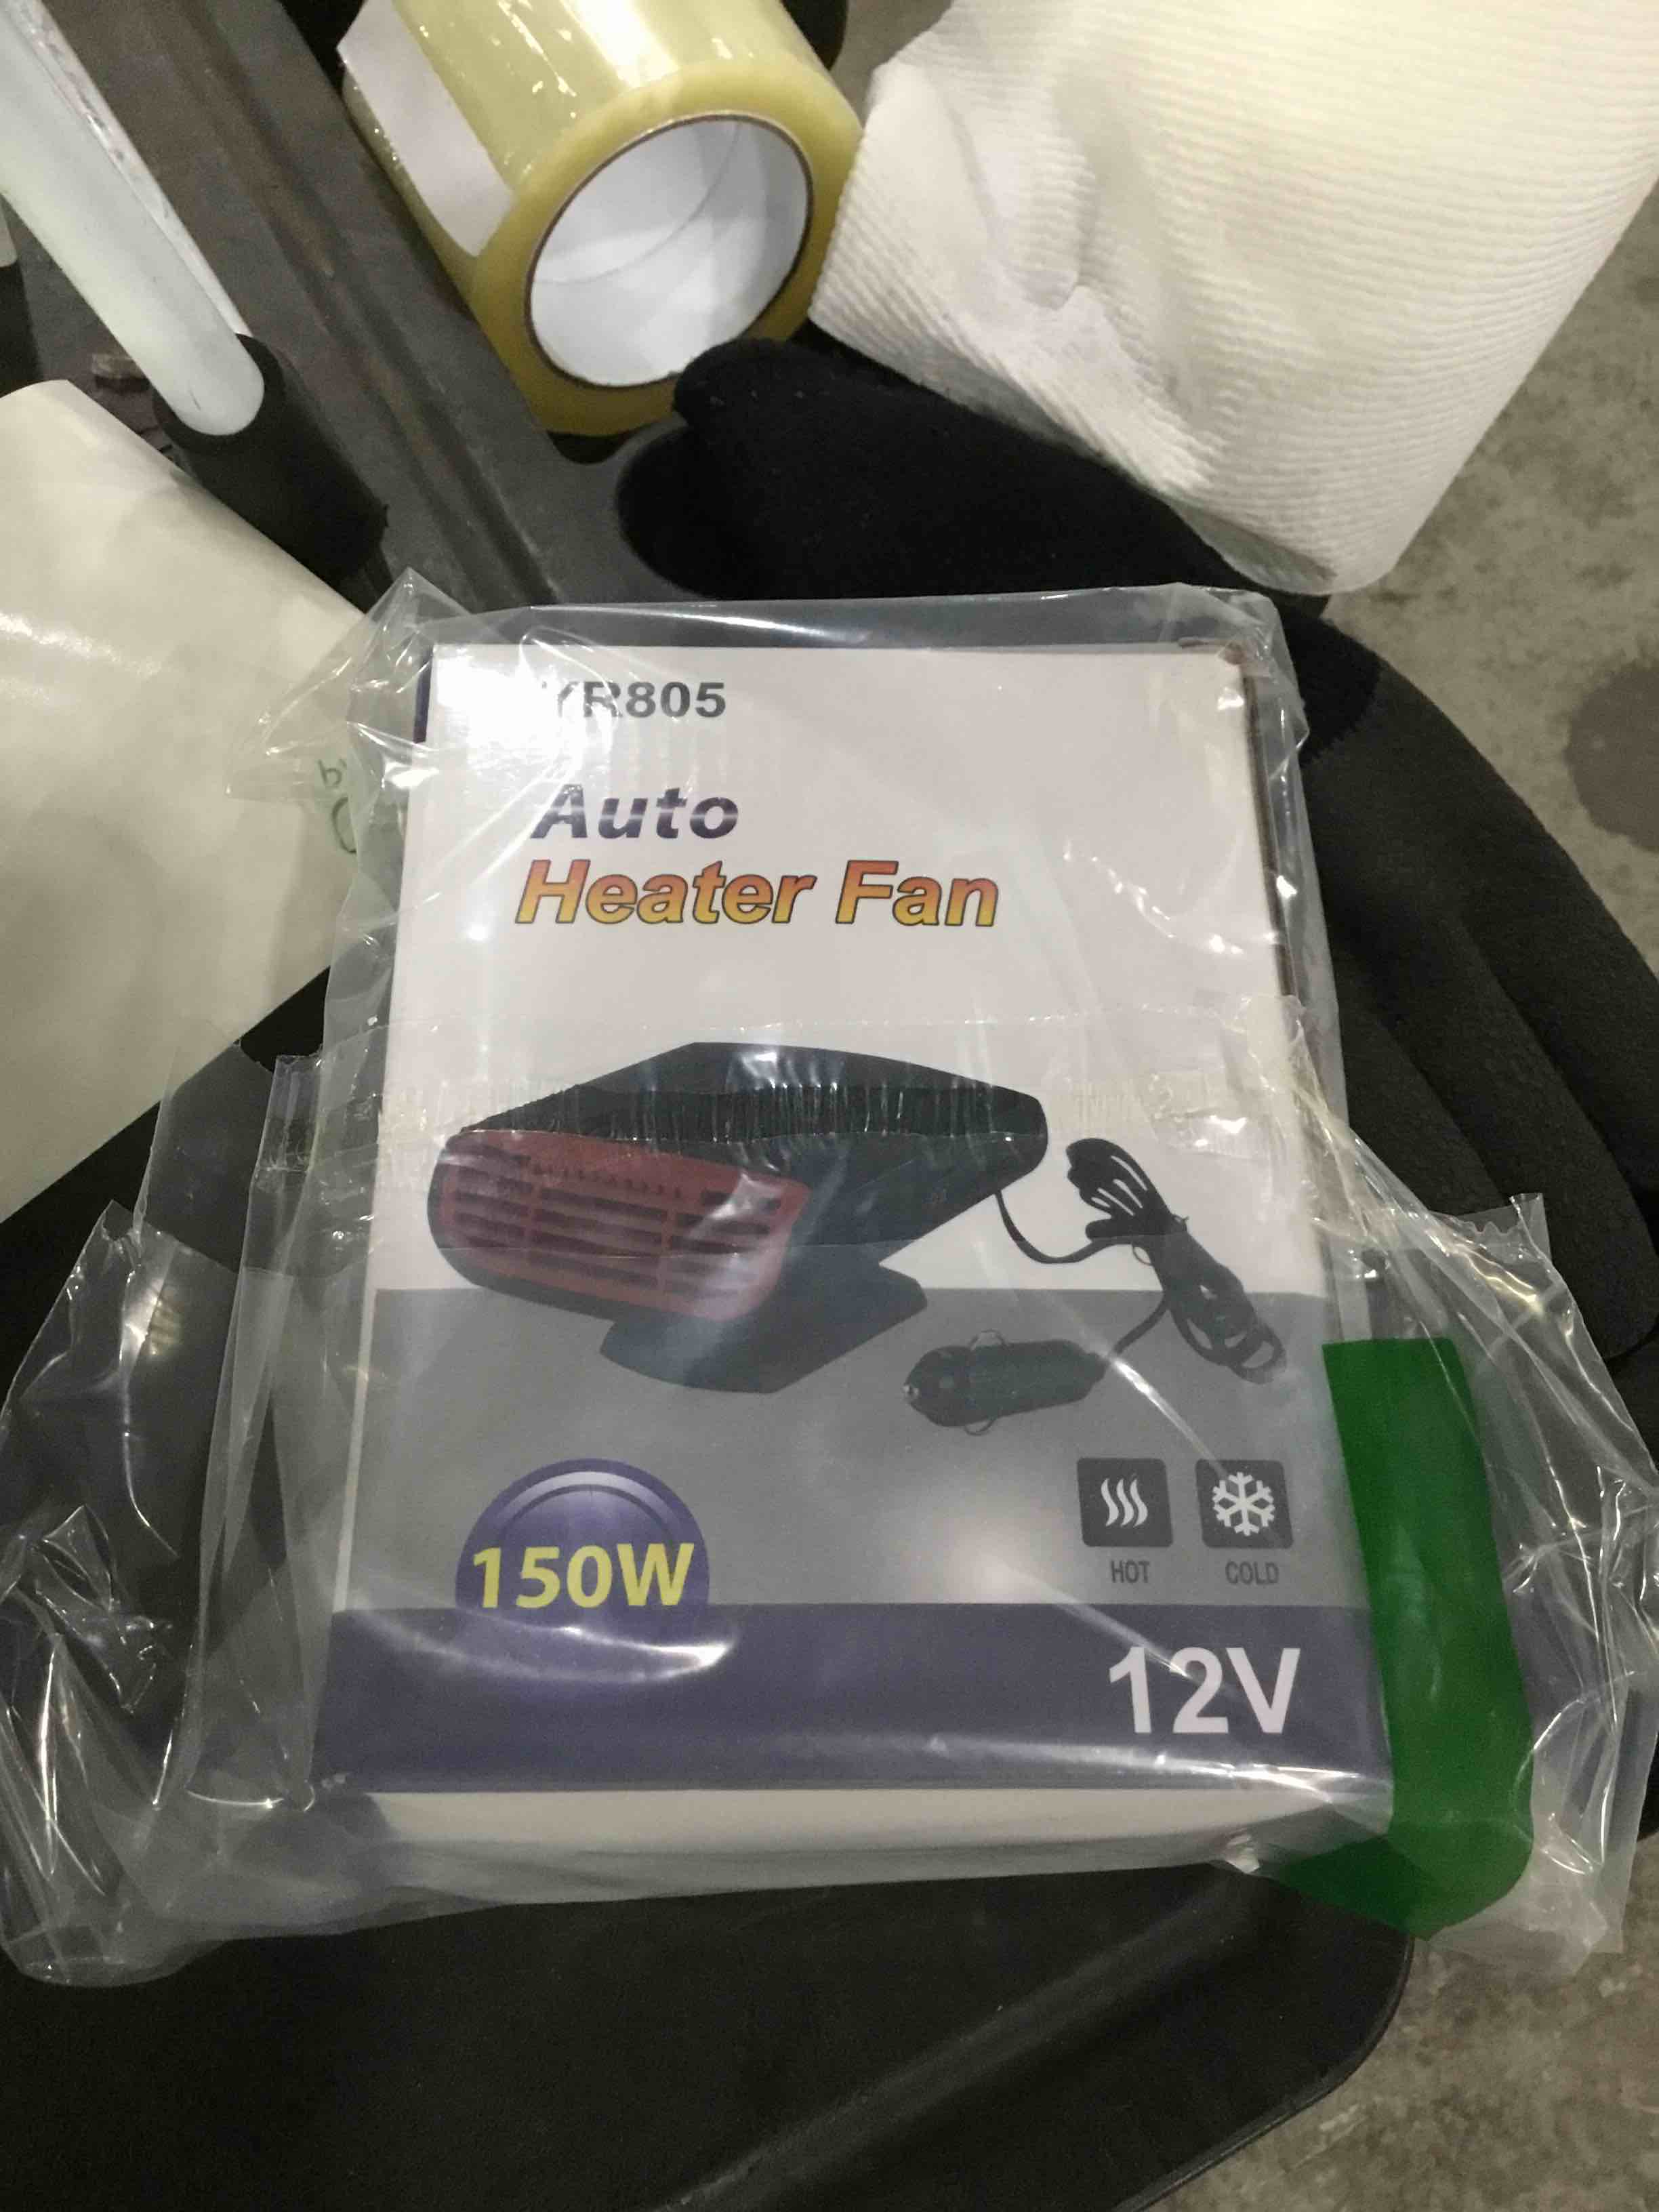 YR805
Auto
Heater Fan
150W
HOT
COLD
12V